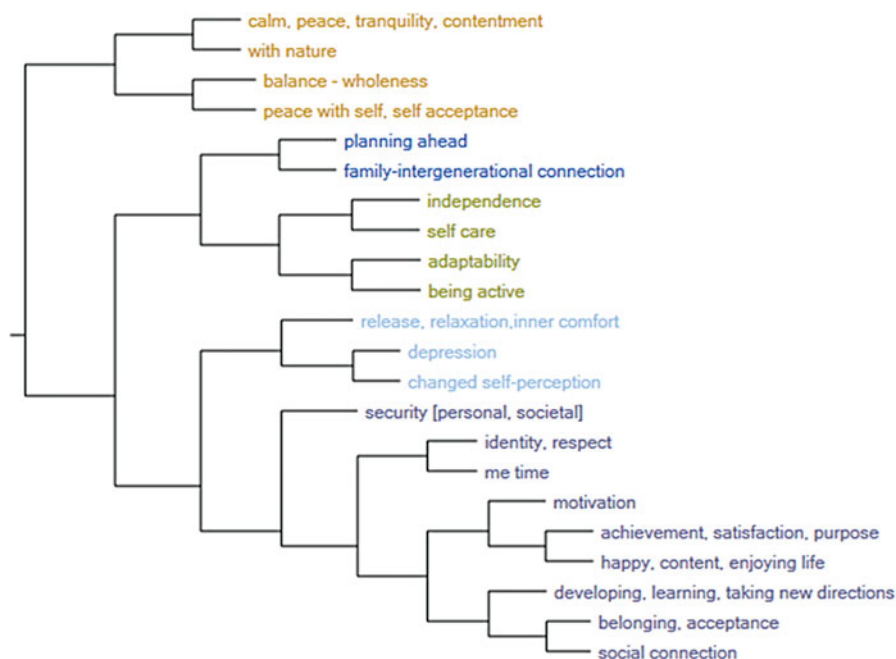 calm, peace, tranquility, contentment
with nature
balance - wholeness
peace with self, self acceptance
planning ahead
family-intergenerational connection
independence
self care
adaptability
being active
release, relaxation,inner comfort
depression
changed self-perception
security [personal, societal]
identity, respect
me time
motivation
achievement, satisfaction, purpose
happy, content, enjoying life
developing, learning, taking new directions
belonging, acceptance
social connection